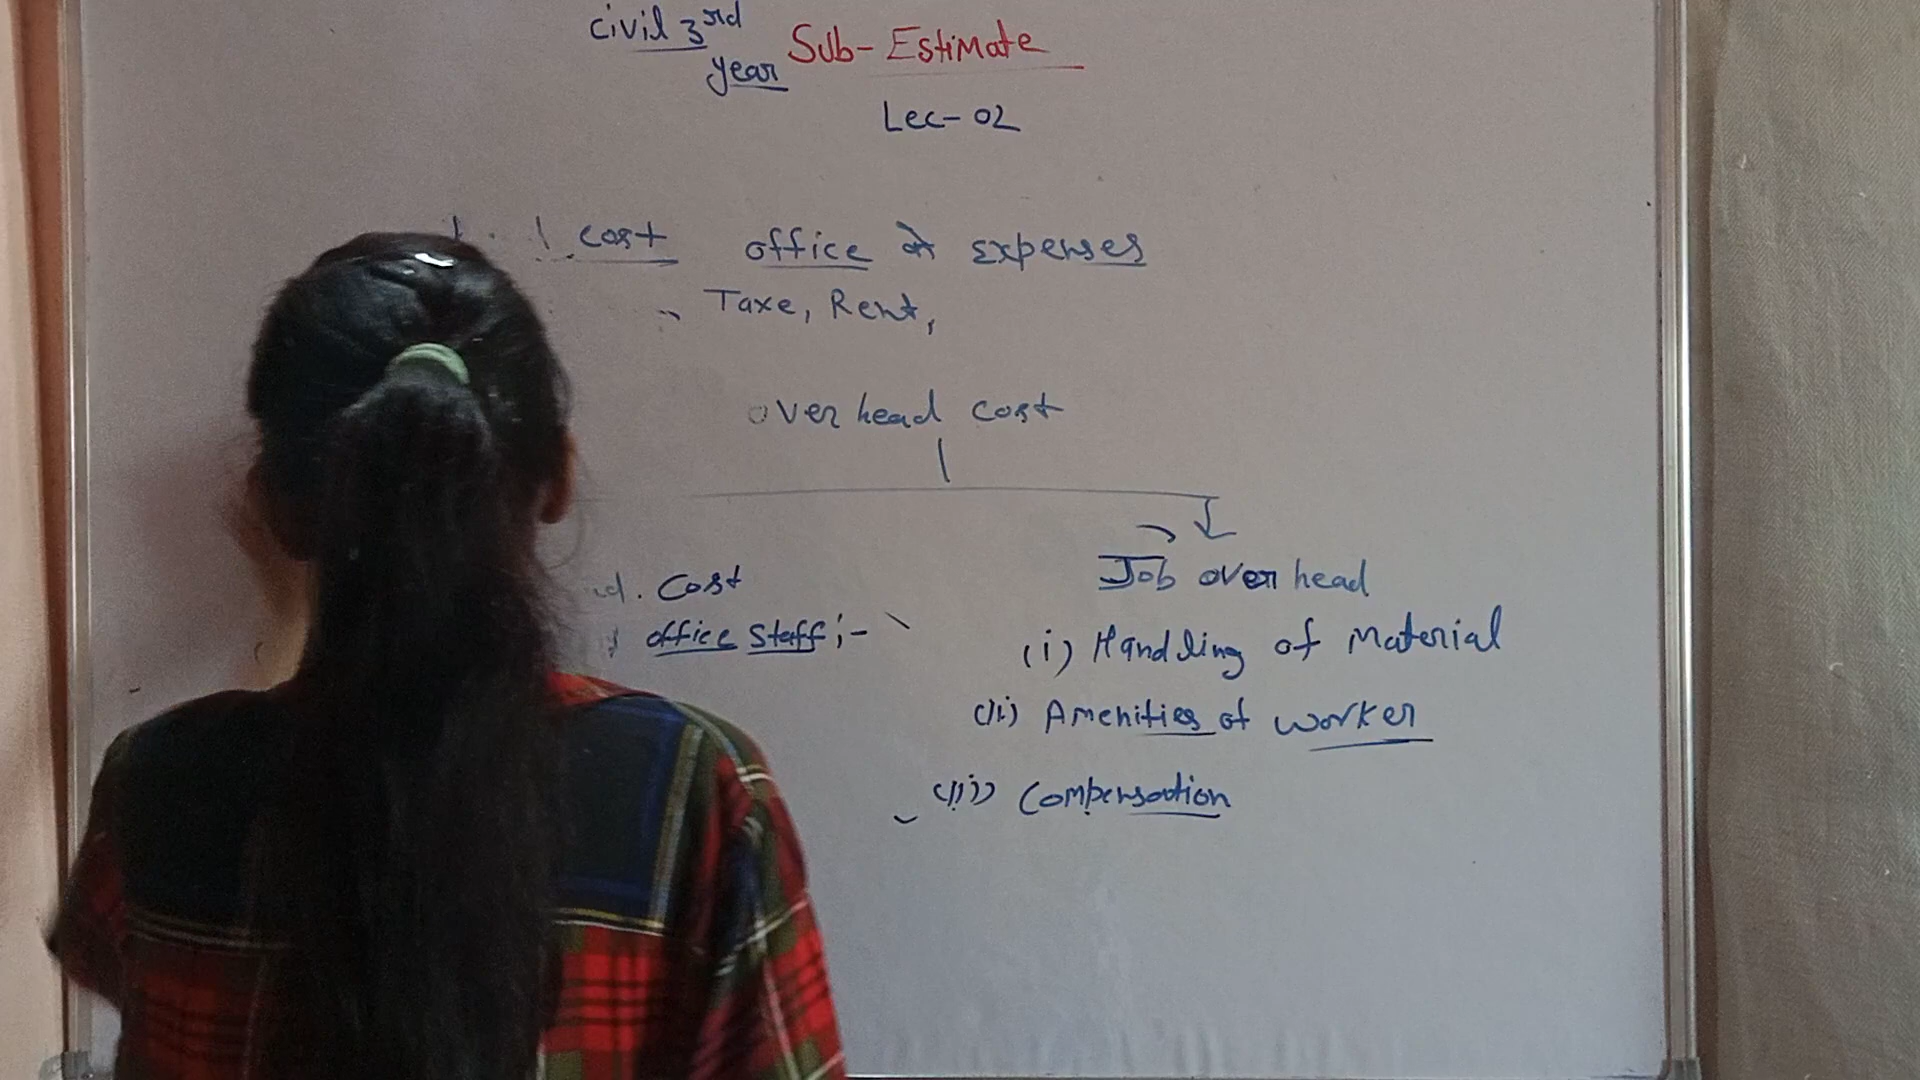 civil 3rd
year
Sub- Estimate
Lec- 02
cost office के expenses
Taxe, Rent,
over head cost
Cost
office Staff :-
Job over head
(i) Handling of Material
(ii) Amenities of worker
(iii) Compensation